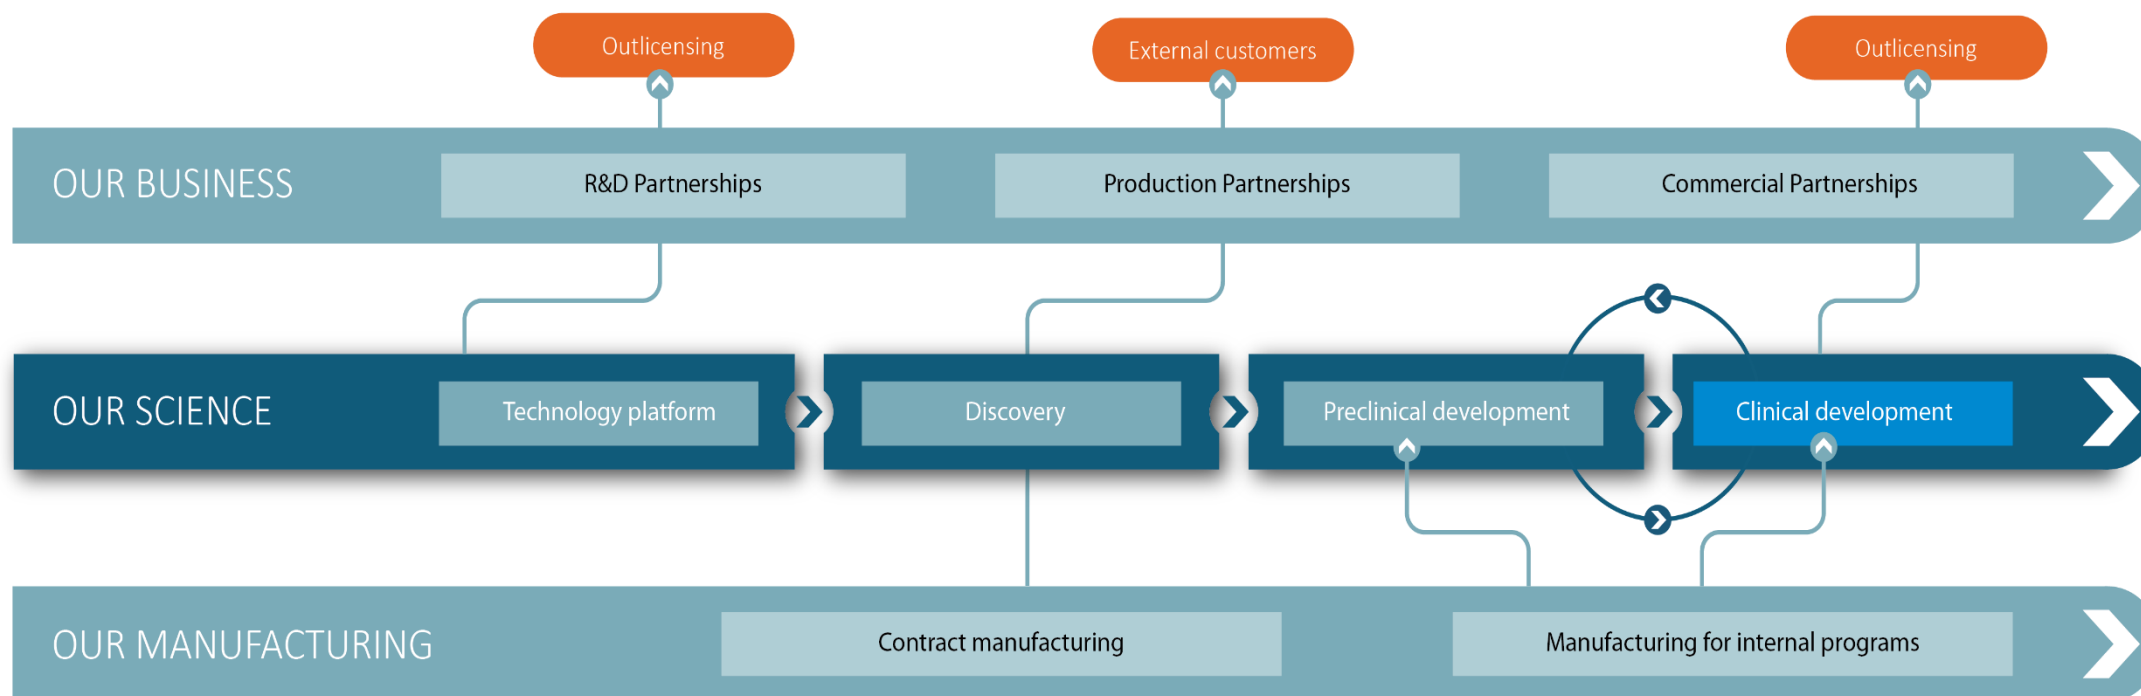 Outlicensing
External customers
Outlicensing
OUR BUSINESS
R&D Partnerships
Production Partnerships
Commercial Partnerships
OUR SCIENCE
Technology platform
Discovery
Preclinical development
Clinical development
OUR MANUFACTURING
Contract manufacturing
Manufacturing for internal programs